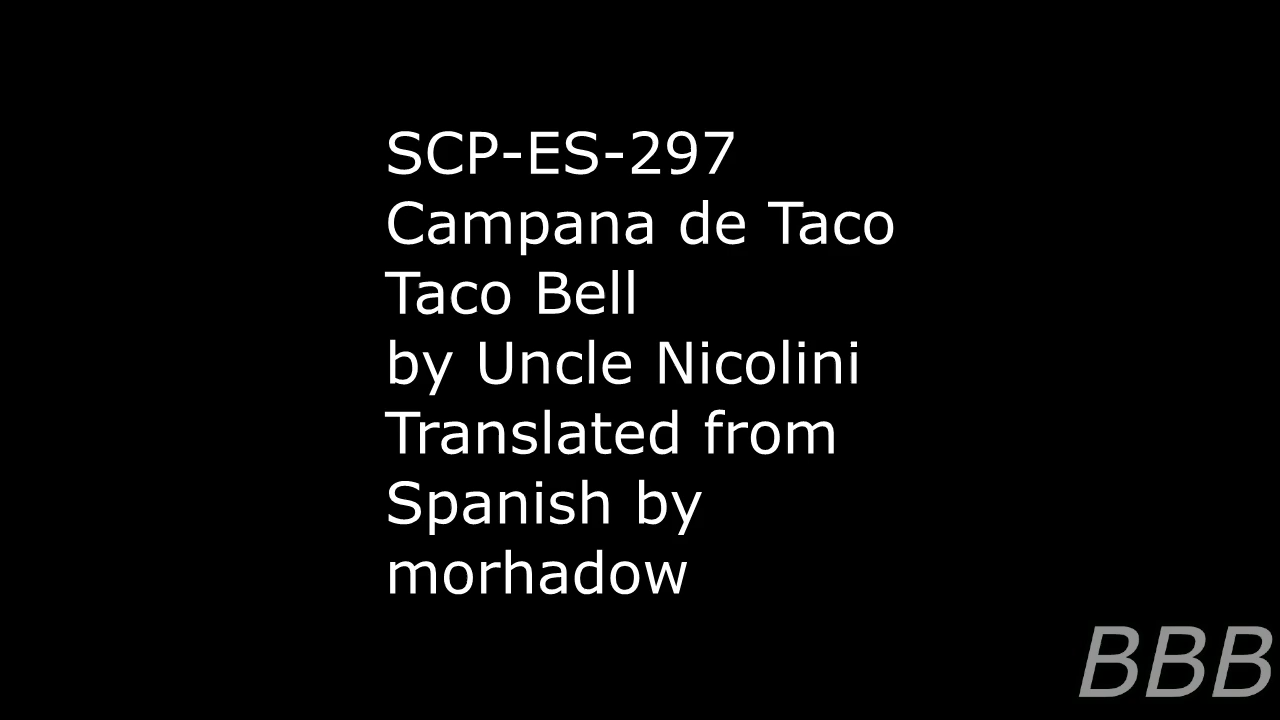 SCP-ES-297
Campana de Taco
Taco Bell
by Uncle Nicolini
Translated from
Spanish by
morhadow
BBB